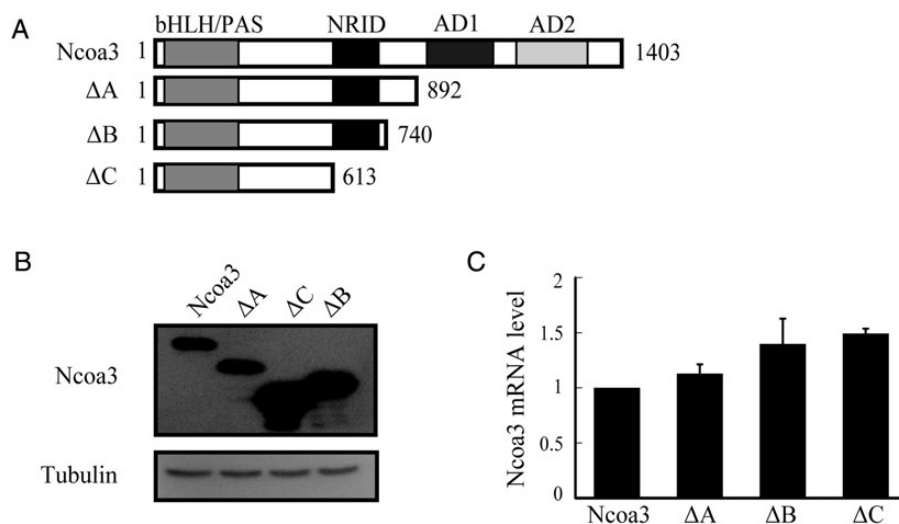 A
bHLH/PAS NRID AD1 AD2
Ncoa3 1 1403
ΔA 1 892
ΔB 1 740
ΔC 1 613
B
Ncoa3 ΔA ΔC ΔB
Ncoa3
Tubulin
C
Ncoa3 mRNA level
2
1.5
1
0.5
0
Ncoa3 ΔA ΔB ΔC